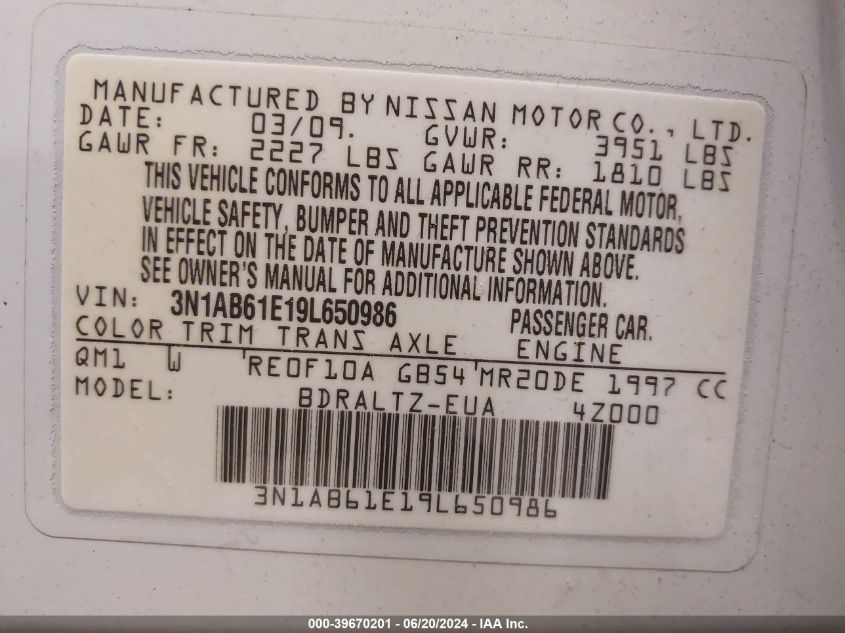 MANUFACTURED BY NISSAN MOTOR CO., LTD.
DATE: 03/09. GVWR: 3951 LBS
GAWR FR: 2227 LBS GAWR RR: 1810 LBS
THIS VEHICLE CONFORMS TO ALL APPLICABLE FEDERAL MOTOR,
VEHICLE SAFETY, BUMPER AND THEFT PREVENTION STANDARDS
IN EFFECT ON THE DATE OF MANUFACTURE SHOWN ABOVE.
SEE OWNER'S MANUAL FOR ADDITIONAL INFORMATION.
VIN: 3N1AB61E19L650986 PASSENGER CAR.
COLOR TRIM TRANS AXLE ENGINE
QM1 W RE0F10A GB54 MR20DE 1997 CC
MODEL: BDRALTZ-EUA 4Z000
3N1AB61E19L650986
000-39670201 - 06/20/2024 - IAA Inc.